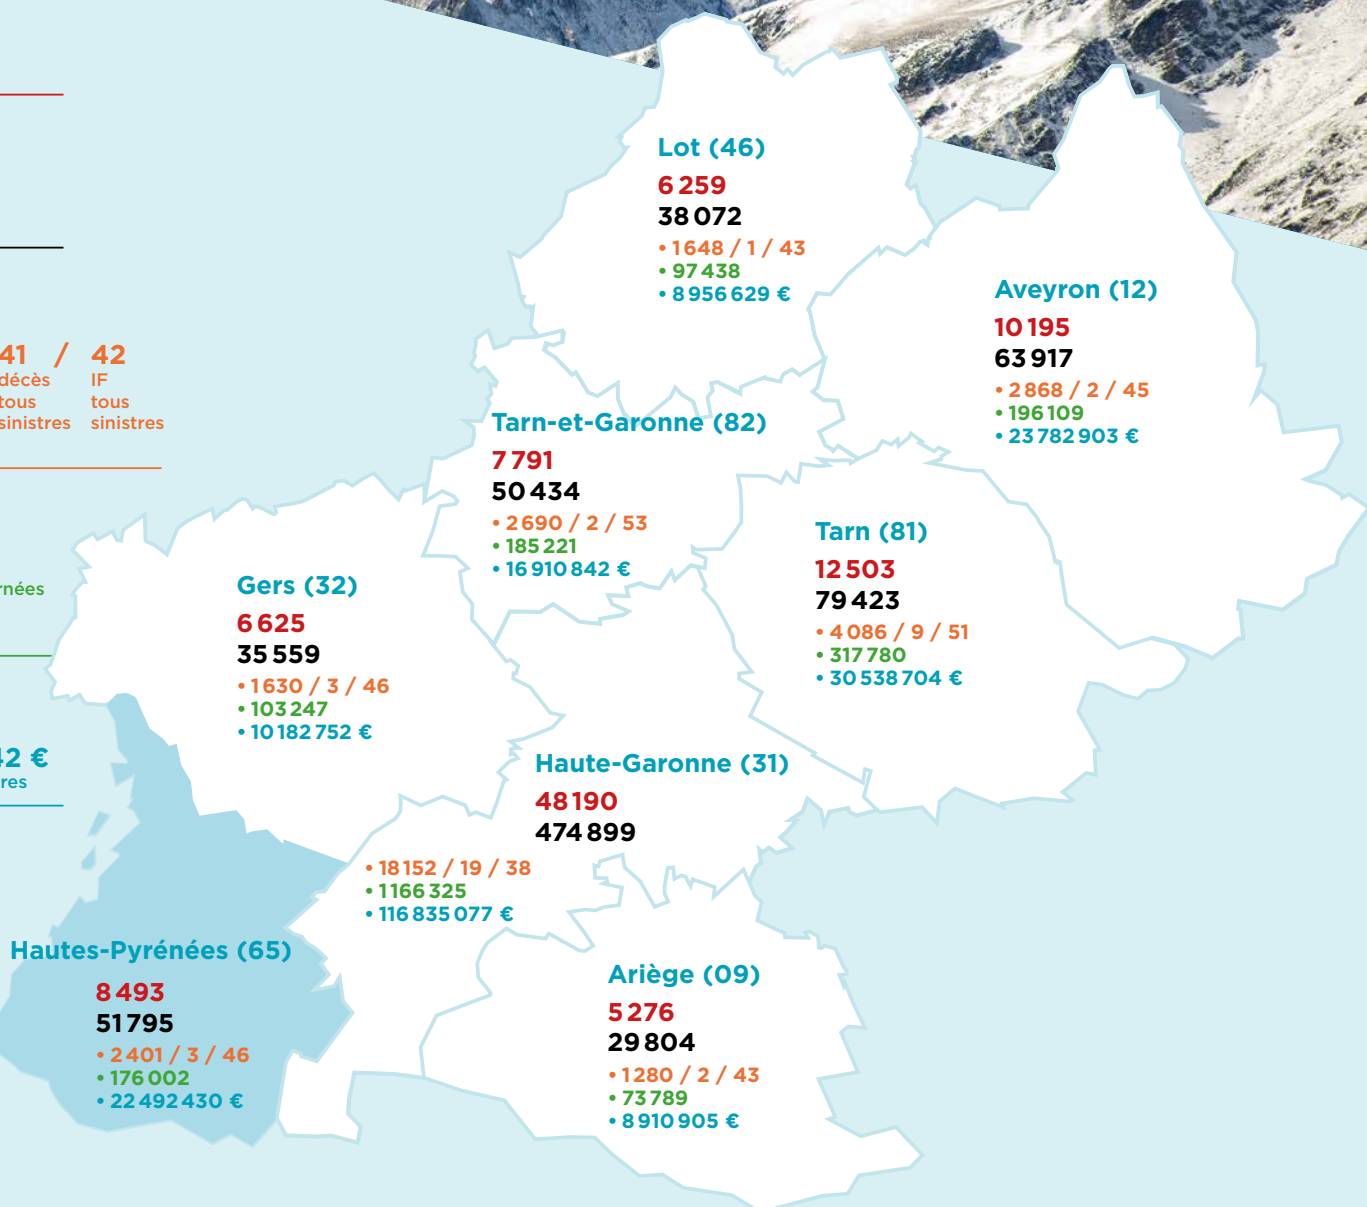 41 / 42
décès IF
tous tous
sinistres sinistres
42 €
Lot (46)
6 259
38 072
• 1 648 / 1 / 43
• 97 438
• 8 956 629 €
Aveyron (12)
10 195
63 917
• 2 868 / 2 / 45
• 196 109
• 23 782 903 €
Tarn-et-Garonne (82)
7 791
50 434
• 2 690 / 2 / 53
• 185 221
• 16 910 842 €
Tarn (81)
12 503
79 423
• 4 086 / 9 / 51
• 317 780
• 30 538 704 €
Gers (32)
6 625
35 559
• 1 630 / 3 / 46
• 103 247
• 10 182 752 €
Haute-Garonne (31)
48 190
474 899
• 18 152 / 19 / 38
• 1 166 325
• 116 835 077 €
Hautes-Pyrénées (65)
8 493
51 795
• 2 401 / 3 / 46
• 176 002
• 22 492 430 €
Ariège (09)
5 276
29 804
• 1 280 / 2 / 43
• 73 789
• 8 910 905 €